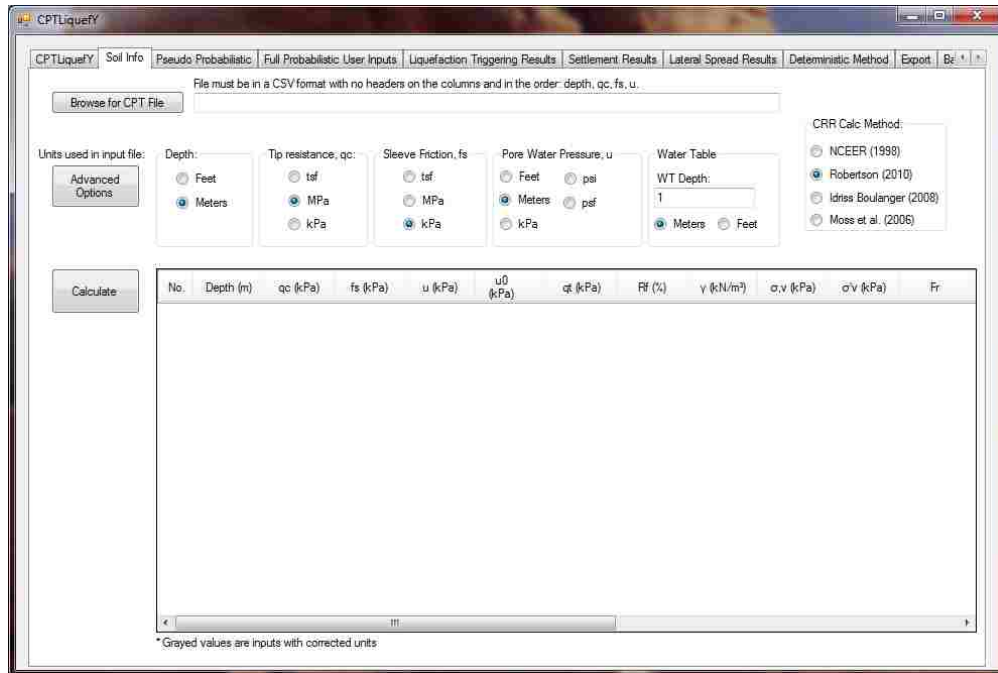 CPTLiquefY
CPTLiquefY Soil Info Pseudo Probabilistic Full Probabilistic User Inputs Liquefaction Triggering Results Settlement Results Lateral Spread Results Deterministic Method Export
File must be in a CSV format with no headers on the columns and in the order: depth, qc, fs, u.
Browse for CPT File
CRR Calc Method:
NCEER (1998)
Robertson (2010)
Idriss Boulanger (2008)
Moss et al. (2006)
Units used in input file:
Advanced
Options
Depth:
Feet
Meters
Tip resistance, qc:
tsf
MPa
kPa
Sleeve Friction, fs
tsf
MPa
kPa
Pore Water Pressure, u
Feet psi
Meters psf
kPa
Water Table
WT Depth:
1
Meters Feet
Calculate
No. Depth (m) qc (kPa) fs (kPa) u (kPa) u0 (kPa) qt (kPa) Rf (%) γ (kN/m³) σ,v (kPa) σ'v (kPa) Fr
* Grayed values are inputs with corrected units